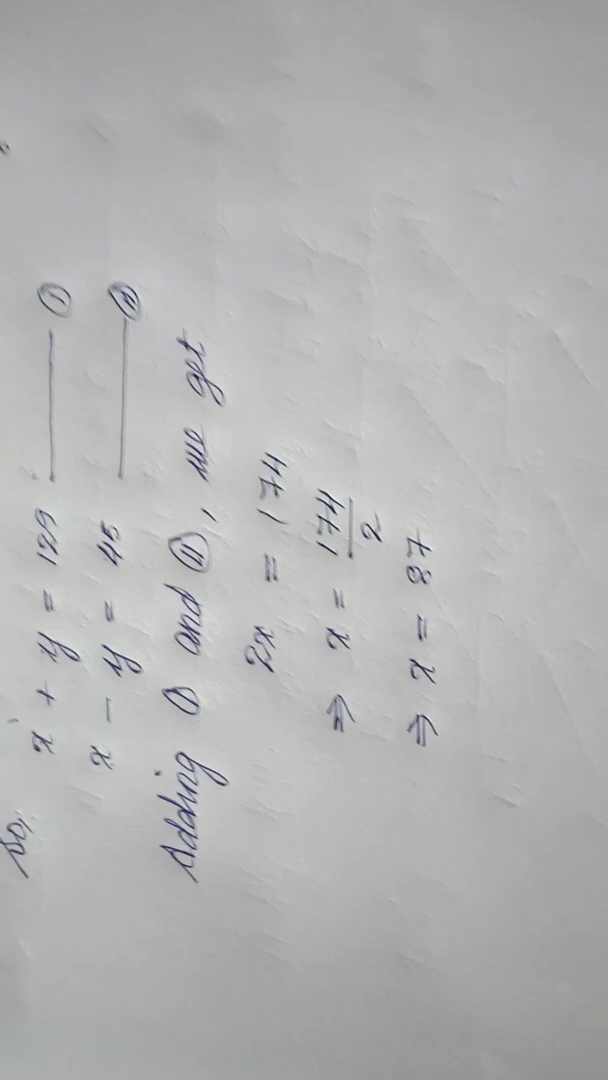 So,
x + y = 129 ——— (i)
x - y = 45 ——— (ii)
Adding (i) and (ii), we get
2x = 174
⇒ x = 174/2
⇒ x = 87